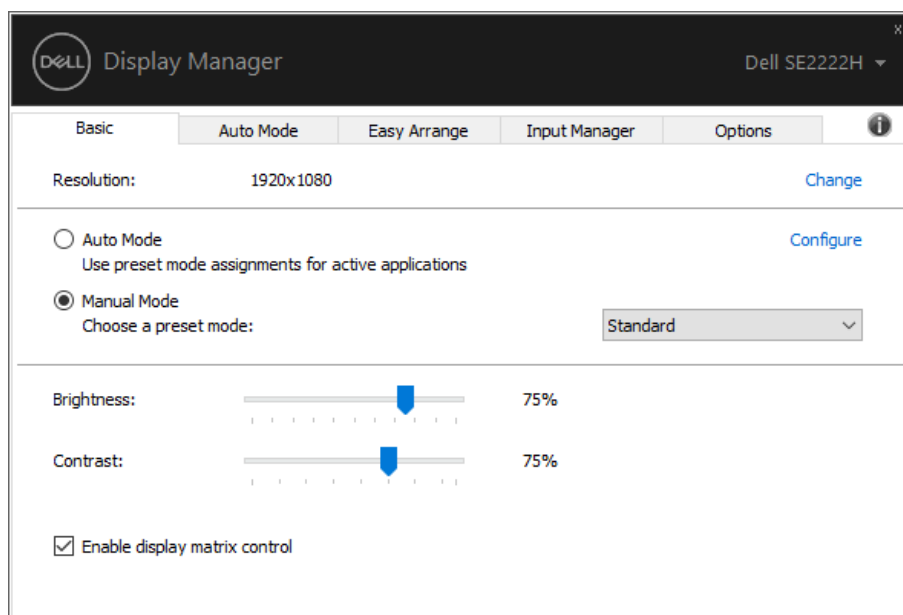 x
DELL Display Manager Dell SE2222H
Basic Auto Mode Easy Arrange Input Manager Options i
Resolution: 1920x1080 Change
Auto Mode Configure
Use preset mode assignments for active applications
Manual Mode
Choose a preset mode: Standard
Brightness: 75%
Contrast: 75%
Enable display matrix control